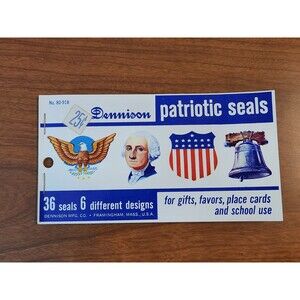 No. 80-918
25¢
Dennison
patriotic seals
36 seals 6 different designs
DENNISON MFG. CO. • FRAMINGHAM, MASS., U.S.A.
for gifts, favors, place cards
and school use